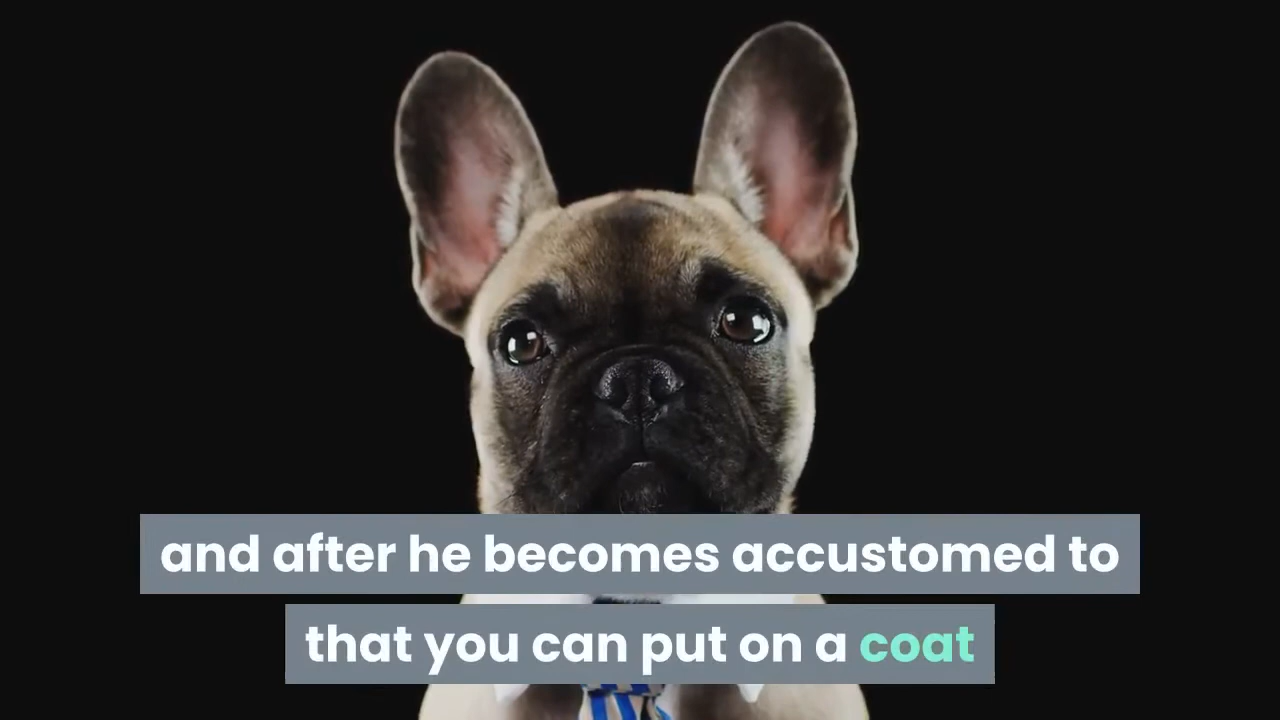 and after he becomes accustomed to
that you can put on a coat